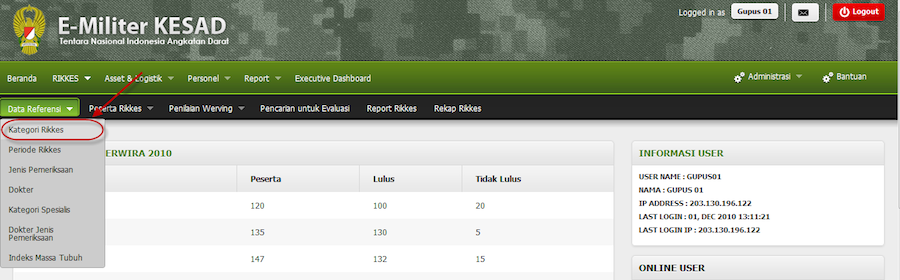 E-Militer KESAD
Tentara Nasional Indonesia Angkatan Darat
Logged in as Gupus 01 Logout
Beranda RIKKES Asset & Logistik Personel Report Executive Dashboard Administrasi Bantuan
Data Referensi Peserta Rikkes Penilaian Werving Pencarian untuk Evaluasi Report Rikkes Rekap Rikkes
Kategori Rikkes
Periode Rikkes
Jenis Pemeriksaan
Dokter
Kategori Spesialis
Dokter Jenis
Pemeriksaan
Indeks Massa Tubuh
ERWIRA 2010
Peserta Lulus Tidak Lulus
120 100 20
135 130 5
147 132 15
INFORMASI USER
USER NAME : GUPUS01
NAMA : GUPUS 01
IP ADDRESS : 203.130.196.122
LAST LOGIN : 01, DEC 2010 13:11:21
LAST LOGIN IP : 203.130.196.122
ONLINE USER